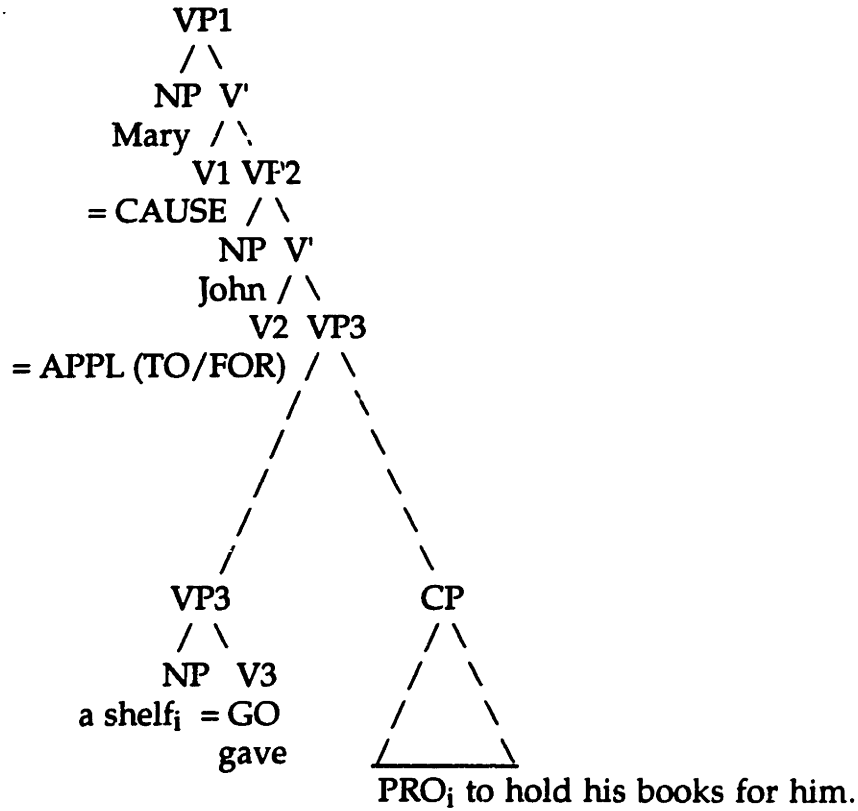 VP1
NP V'
Mary
V1 VP2
= CAUSE
NP V'
John
V2 VP3
= APPL (TO/FOR)
VP3 CP
NP V3
a shelfi = GO
gave
PROi to hold his books for him.